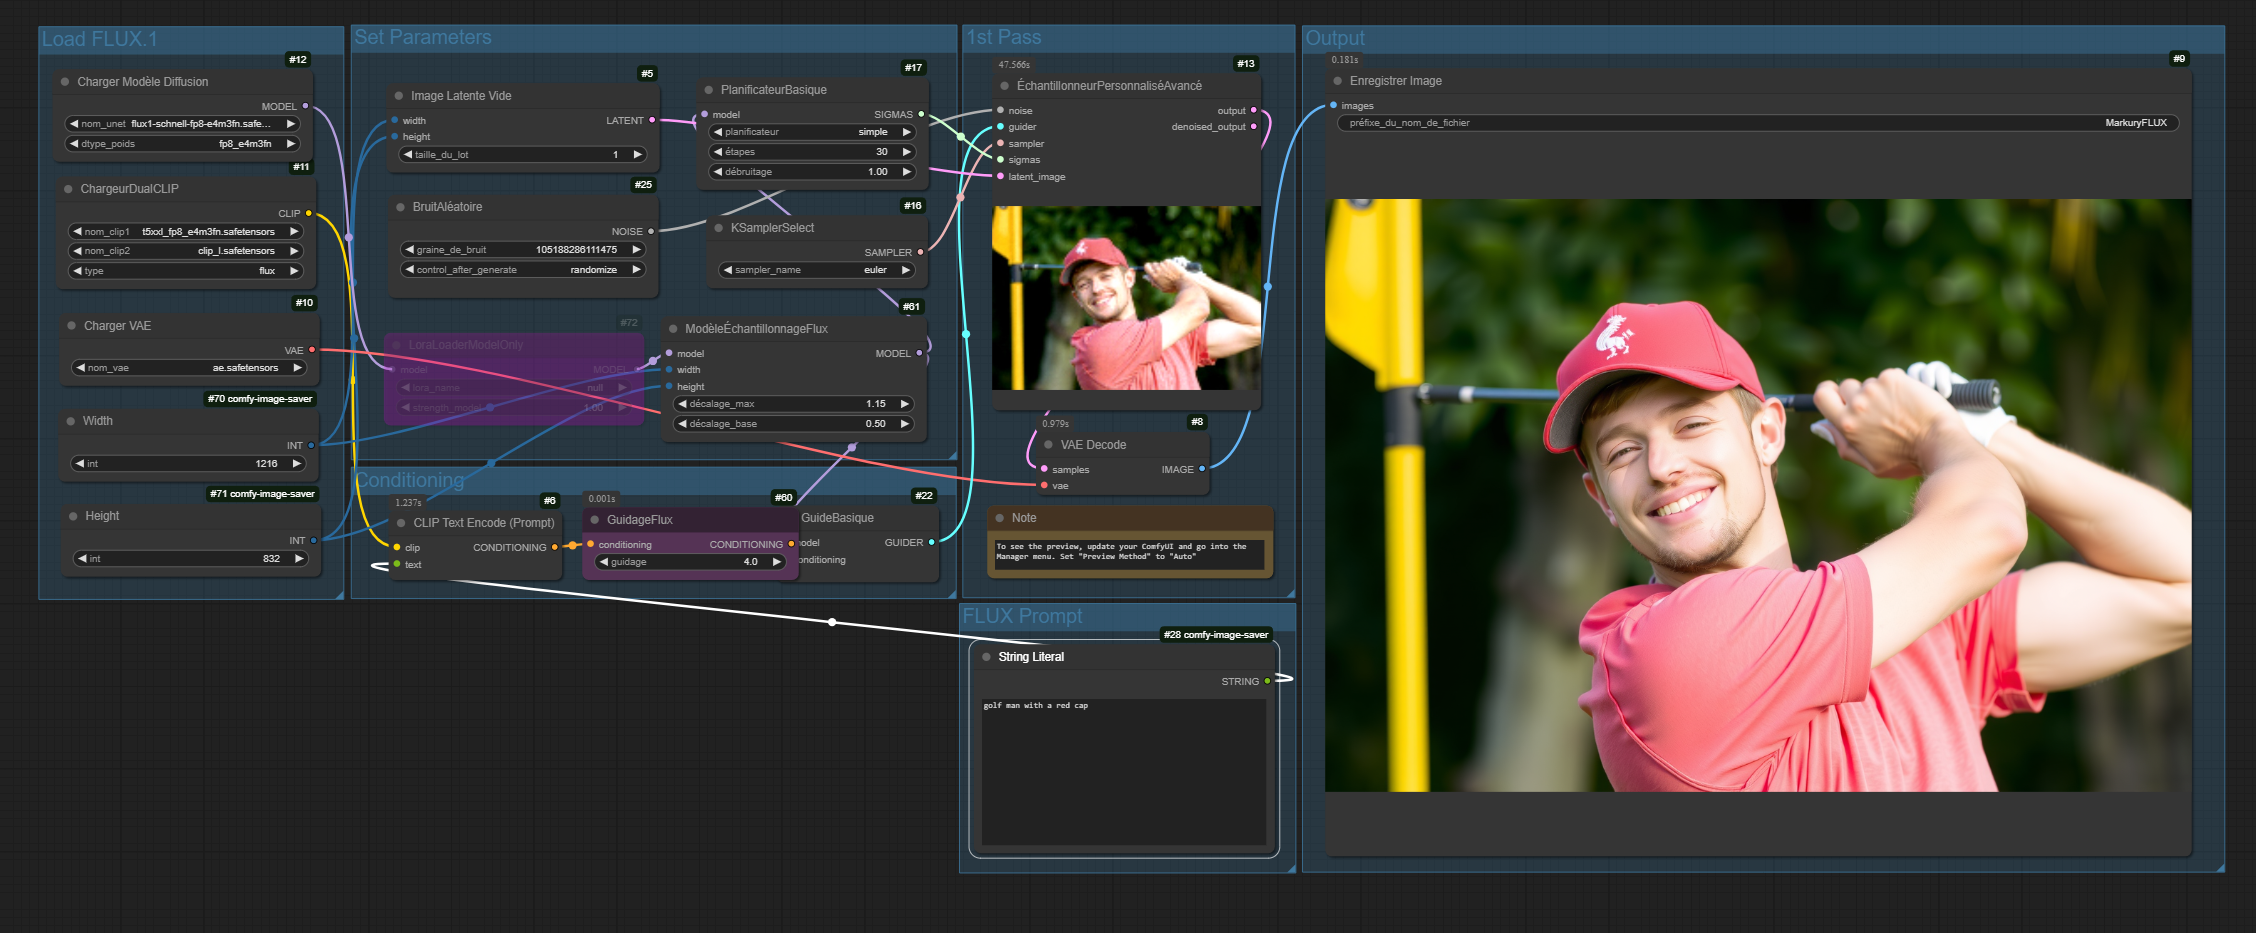 Load FLUX.1
#12
Charger Modèle Diffusion
MODEL
nom_unet flux1-schnell-fp8-e4m3fn.safe...
dtype_poids fp8_e4m3fn
#11
ChargeurDualCLIP
CLIP
nom_clip1 t5xxl_fp8_e4m3fn.safetensors
nom_clip2 clip_l.safetensors
type flux
#10
Charger VAE
VAE
nom_vae ae.safetensors
#70 comfy-image-saver
Width
INT
int 1216
#71 comfy-image-saver
Height
INT
int 832
Set Parameters
#5
Image Latente Vide
width LATENT
height
taille_du_lot 1
#25
BruitAléatoire
NOISE
graine_de_bruit 105188286111475
control_after_generate randomize
#72
LoraLoaderModelOnly
model MODEL
lora_name null
strength_model 1.00
#17
PlanificateurBasique
model SIGMAS
planificateur simple
étapes 30
débruitage 1.00
#16
KSamplerSelect
SAMPLER
sampler_name euler
#61
ModèleÉchantillonnageFlux
model MODEL
width
height
décalage_max 1.15
décalage_base 0.50
Conditioning
1.237s #6
CLIP Text Encode (Prompt)
clip CONDITIONING
text
0.001s #60
GuidageFlux
conditioning CONDITIONING
guidage 4.0
#22
GuideBasique
odel GUIDER
onditioning
1st Pass
47.566s #13
ÉchantillonneurPersonnaliséAvancé
noise output
guider denoised_output
sampler
sigmas
latent_image
0.979s #8
VAE Decode
samples IMAGE
vae
Note
To see the preview, update your ComfyUI and go into the
Manager menu. Set "Preview Method" to "Auto"
FLUX Prompt
#28 comfy-image-saver
String Literal
STRING
golf man with a red cap
Output
0.181s #9
Enregistrer Image
images
préfixe_du_nom_de_fichier MarkuryFLUX